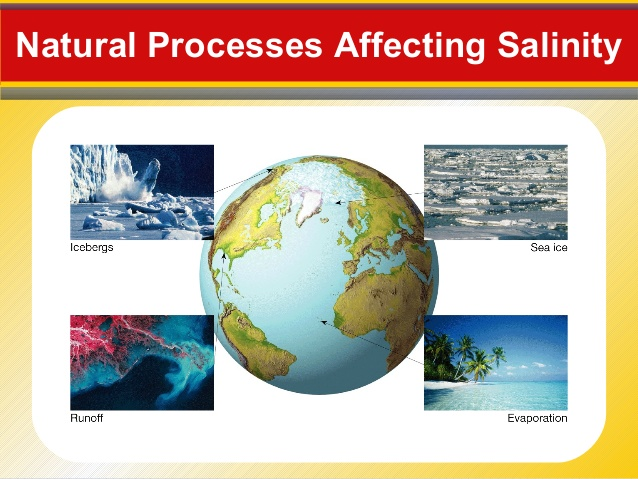 Natural Processes Affecting Salinity
Icebergs
Sea ice
Runoff
Evaporation